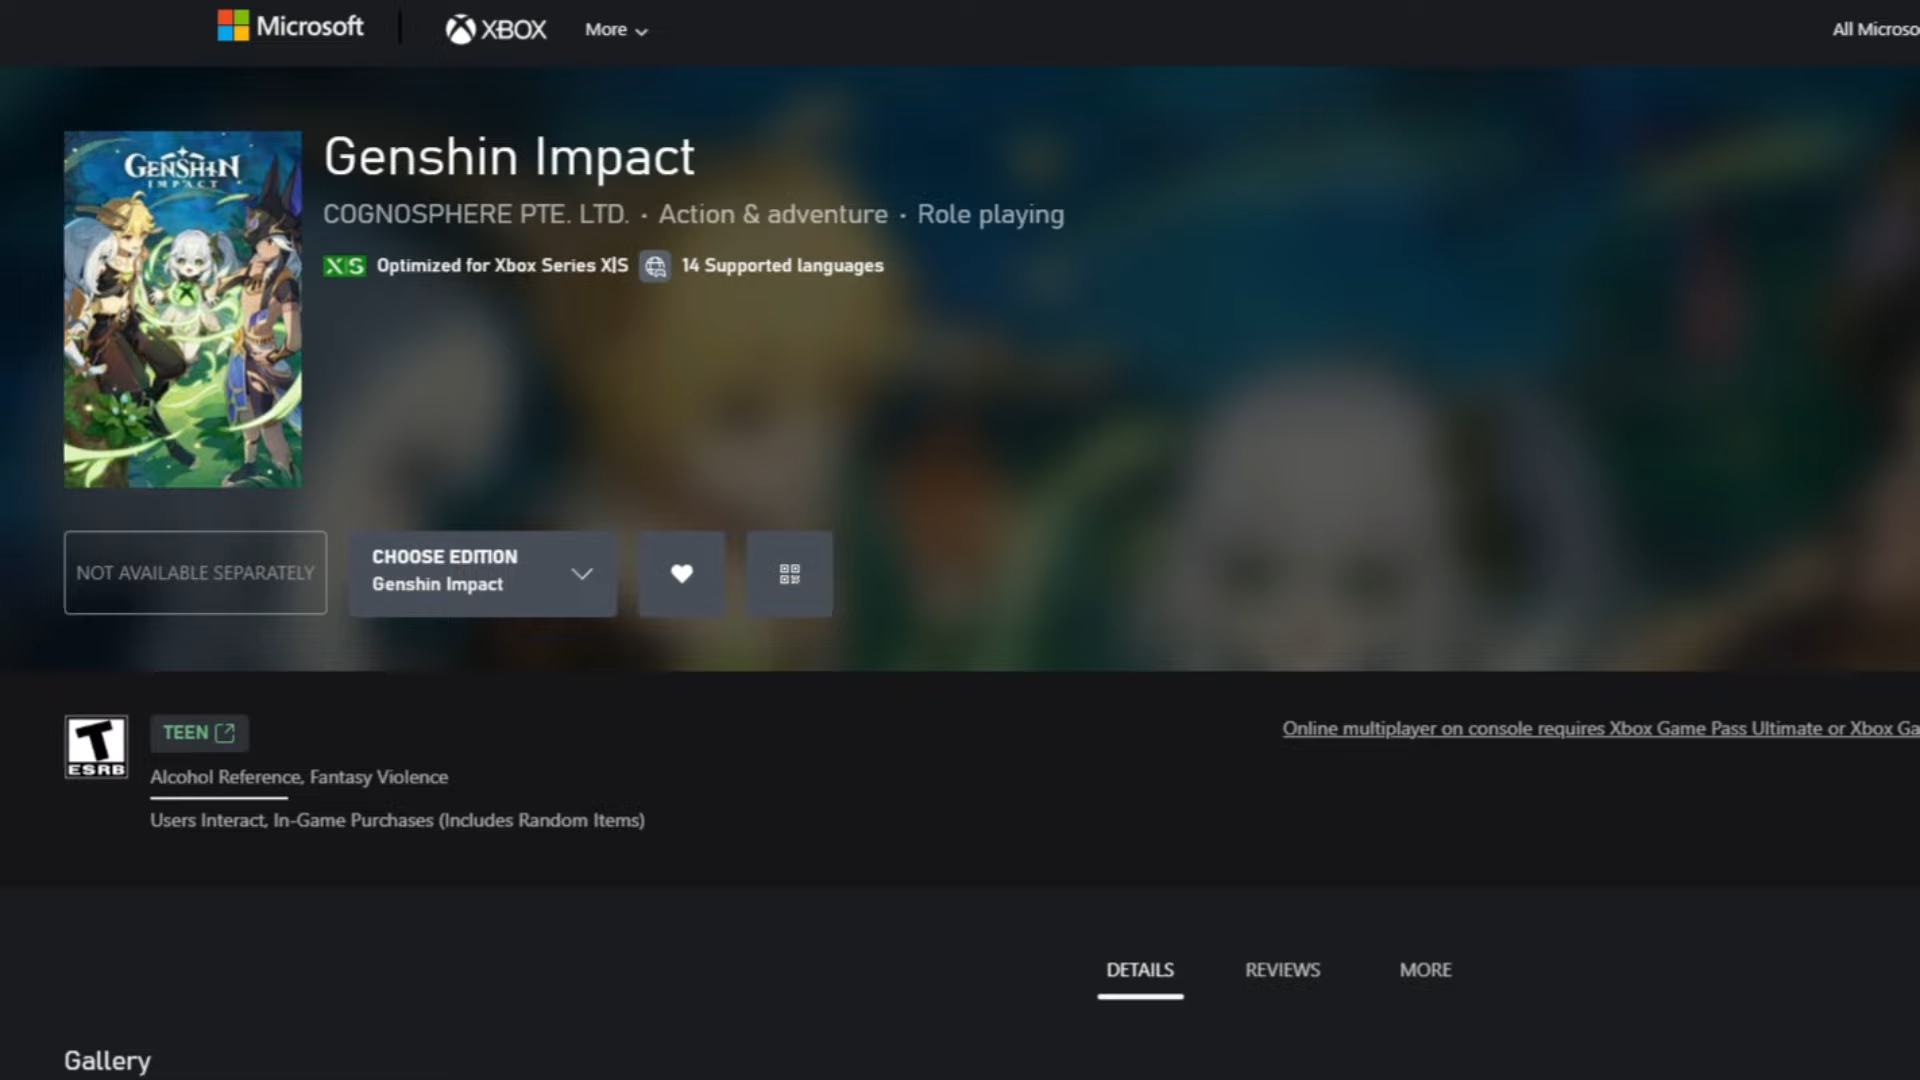 Microsoft
XBOX
More
All Microso
GENSHIN
IMPACT
Genshin Impact
COGNOSPHERE PTE. LTD. · Action & adventure · Role playing
X|S Optimized for Xbox Series X|S 14 Supported languages
NOT AVAILABLE SEPARATELY
CHOOSE EDITION
Genshin Impact
T
ESRB
TEEN
Alcohol Reference, Fantasy Violence
Users Interact, In-Game Purchases (Includes Random Items)
Online multiplayer on console requires Xbox Game Pass Ultimate or Xbox Ga
DETAILS
REVIEWS
MORE
Gallery